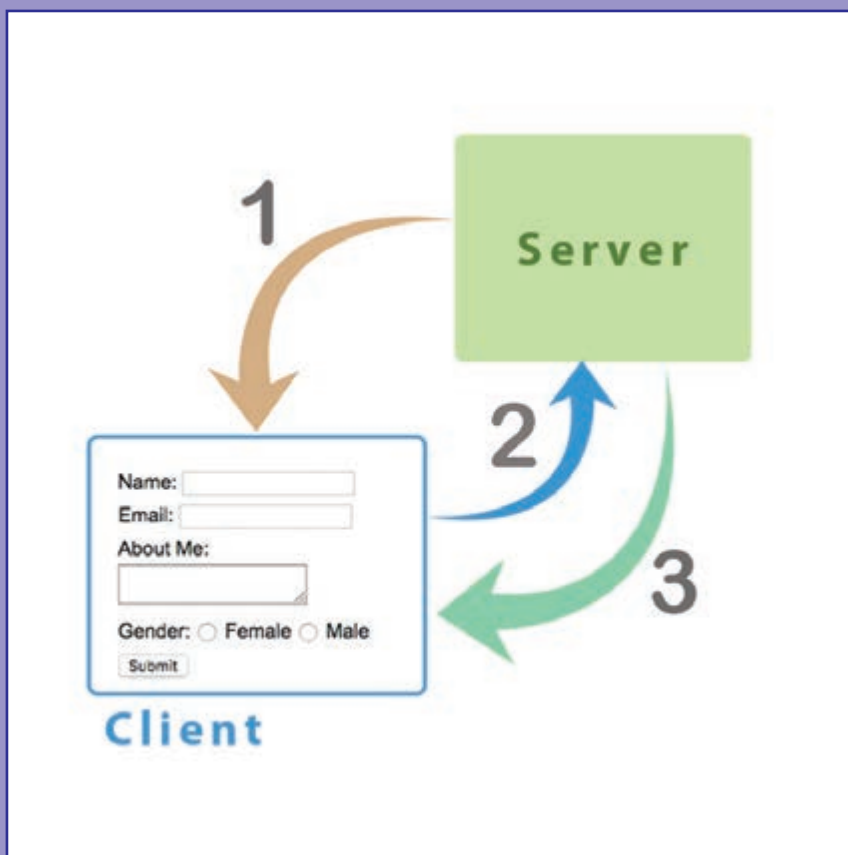 1
Server
2
Name:
Email:
About Me:
3
Gender: Female Male
Submit
Client